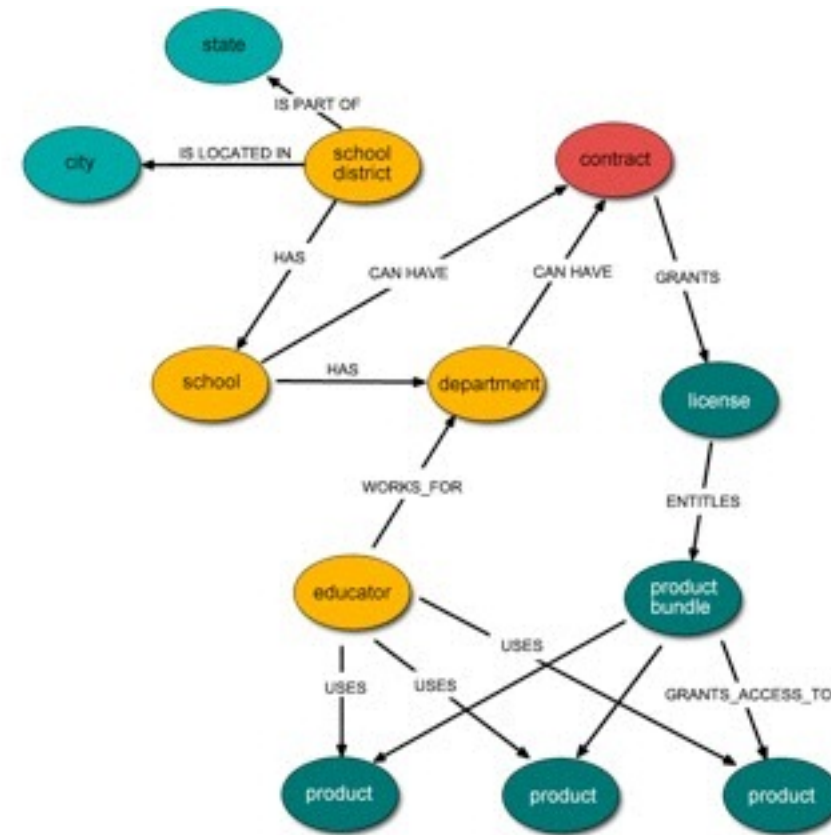 state
IS PART OF
city
IS LOCATED IN
school
district
contract
HAS
CAN HAVE
CAN HAVE
GRANTS
school
HAS
department
license
WORKS_FOR
ENTITLES
educator
product
bundle
USES
USES
USES
GRANTS_ACCESS_TO
product
product
product